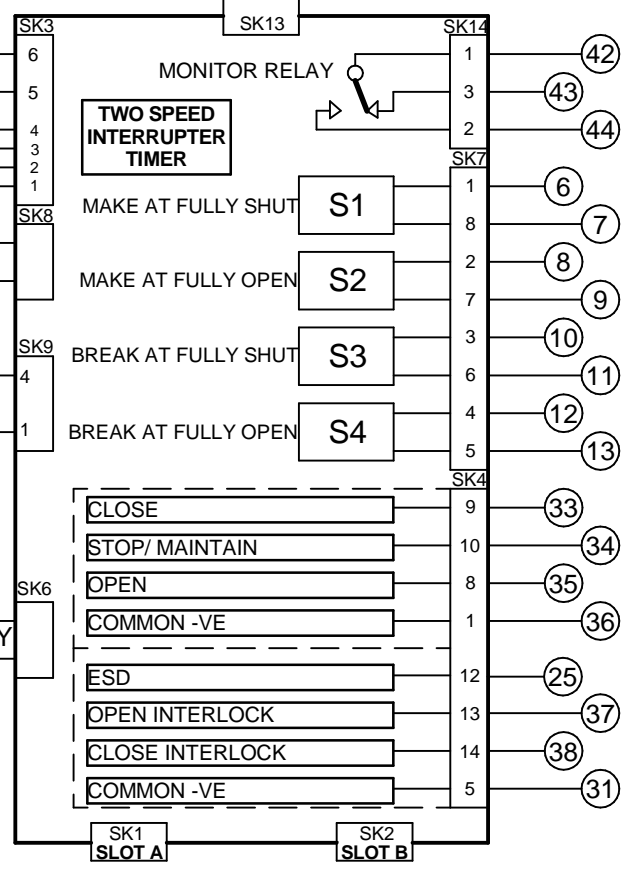 SK3
SK13
SK14
6
MONITOR RELAY
1
42
5
3
43
TWO SPEED
INTERRUPTER
TIMER
4
2
44
3
2
1
SK7
MAKE AT FULLY SHUT
S1
1
6
8
7
SK8
MAKE AT FULLY OPEN
S2
2
8
7
9
SK9
BREAK AT FULLY SHUT
S3
3
10
4
6
11
BREAK AT FULLY OPEN
S4
4
12
1
5
13
SK4
CLOSE
9
33
STOP/ MAINTAIN
10
34
SK6
OPEN
8
35
COMMON -VE
1
36
Y
ESD
12
25
OPEN INTERLOCK
13
37
CLOSE INTERLOCK
14
38
COMMON -VE
5
31
SK1
SLOT A
SK2
SLOT B